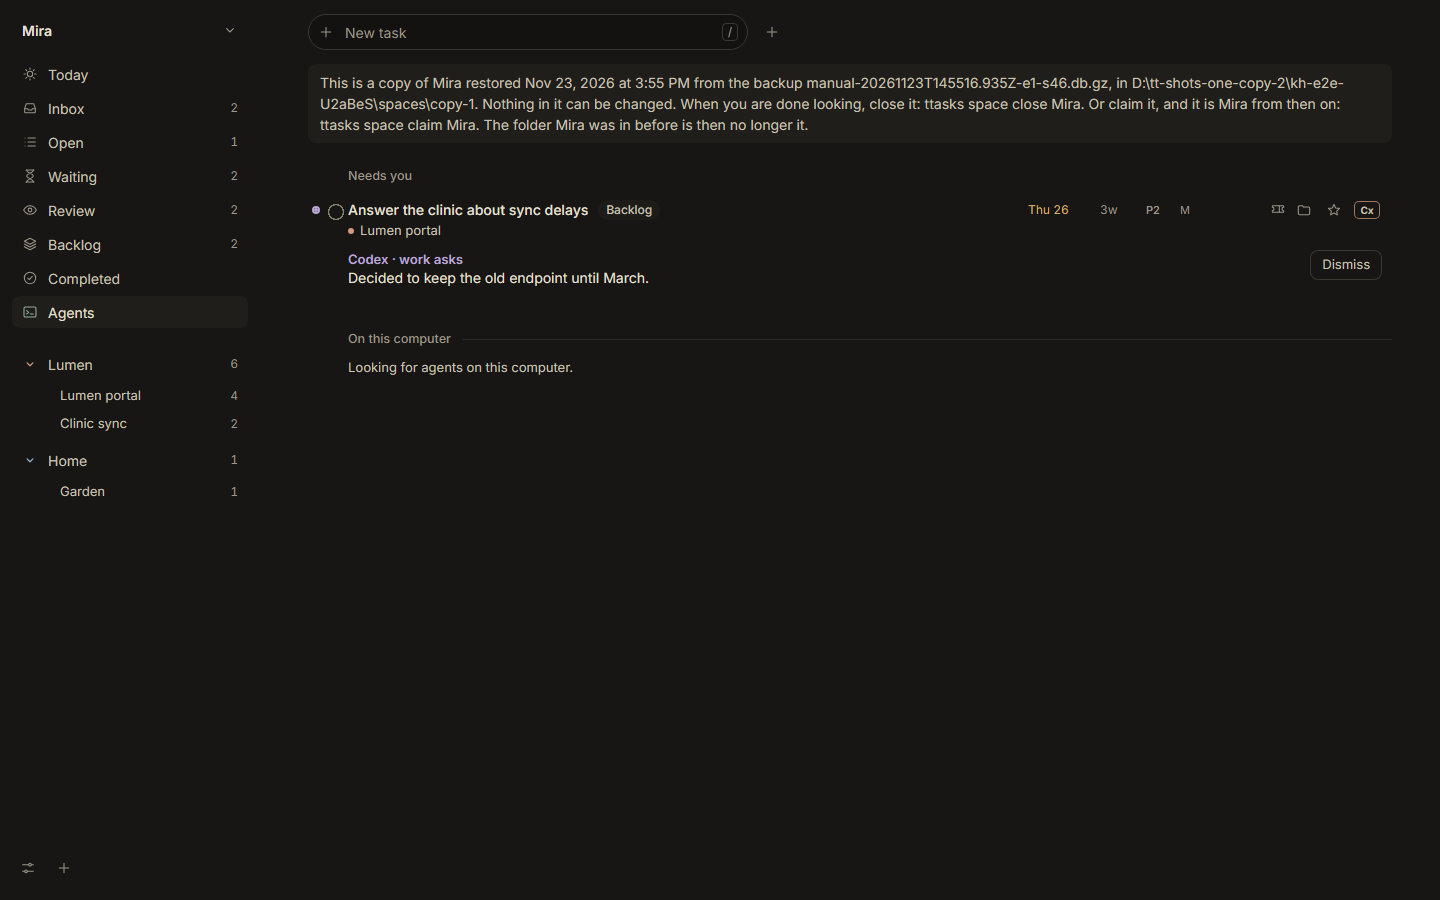 Mira
Today
Inbox 2
Open 1
Waiting 2
Review 2
Backlog 2
Completed
Agents
Lumen 6
Lumen portal 4
Clinic sync 2
Home 1
Garden 1
New task /
This is a copy of Mira restored Nov 23, 2026 at 3:55 PM from the backup manual-20261123T145516.935Z-e1-s46.db.gz, in D:\tt-shots-one-copy-2\kh-e2e-
U2aBeS\spaces\copy-1. Nothing in it can be changed. When you are done looking, close it: ttasks space close Mira. Or claim it, and it is Mira from then on:
ttasks space claim Mira. The folder Mira was in before is then no longer it.
Needs you
Answer the clinic about sync delays Backlog Thu 26 3w P2 M Cx
Lumen portal
Codex · work asks
Decided to keep the old endpoint until March.
Dismiss
On this computer
Looking for agents on this computer.